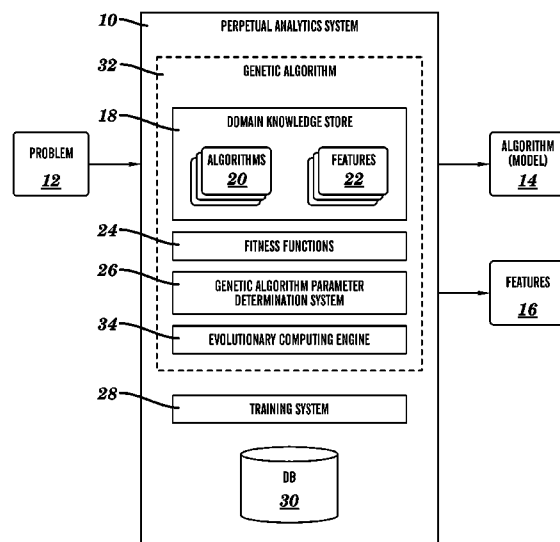 10
PERPETUAL ANALYTICS SYSTEM
32
GENETIC ALGORITHM
18
DOMAIN KNOWLEDGE STORE
PROBLEM
12
ALGORITHMS
20
FEATURES
22
ALGORITHM
(MODEL)
14
24
FITNESS FUNCTIONS
26
GENETIC ALGORITHM PARAMETER
DETERMINATION SYSTEM
FEATURES
16
34
EVOLUTIONARY COMPUTING ENGINE
28
TRAINING SYSTEM
DB
30